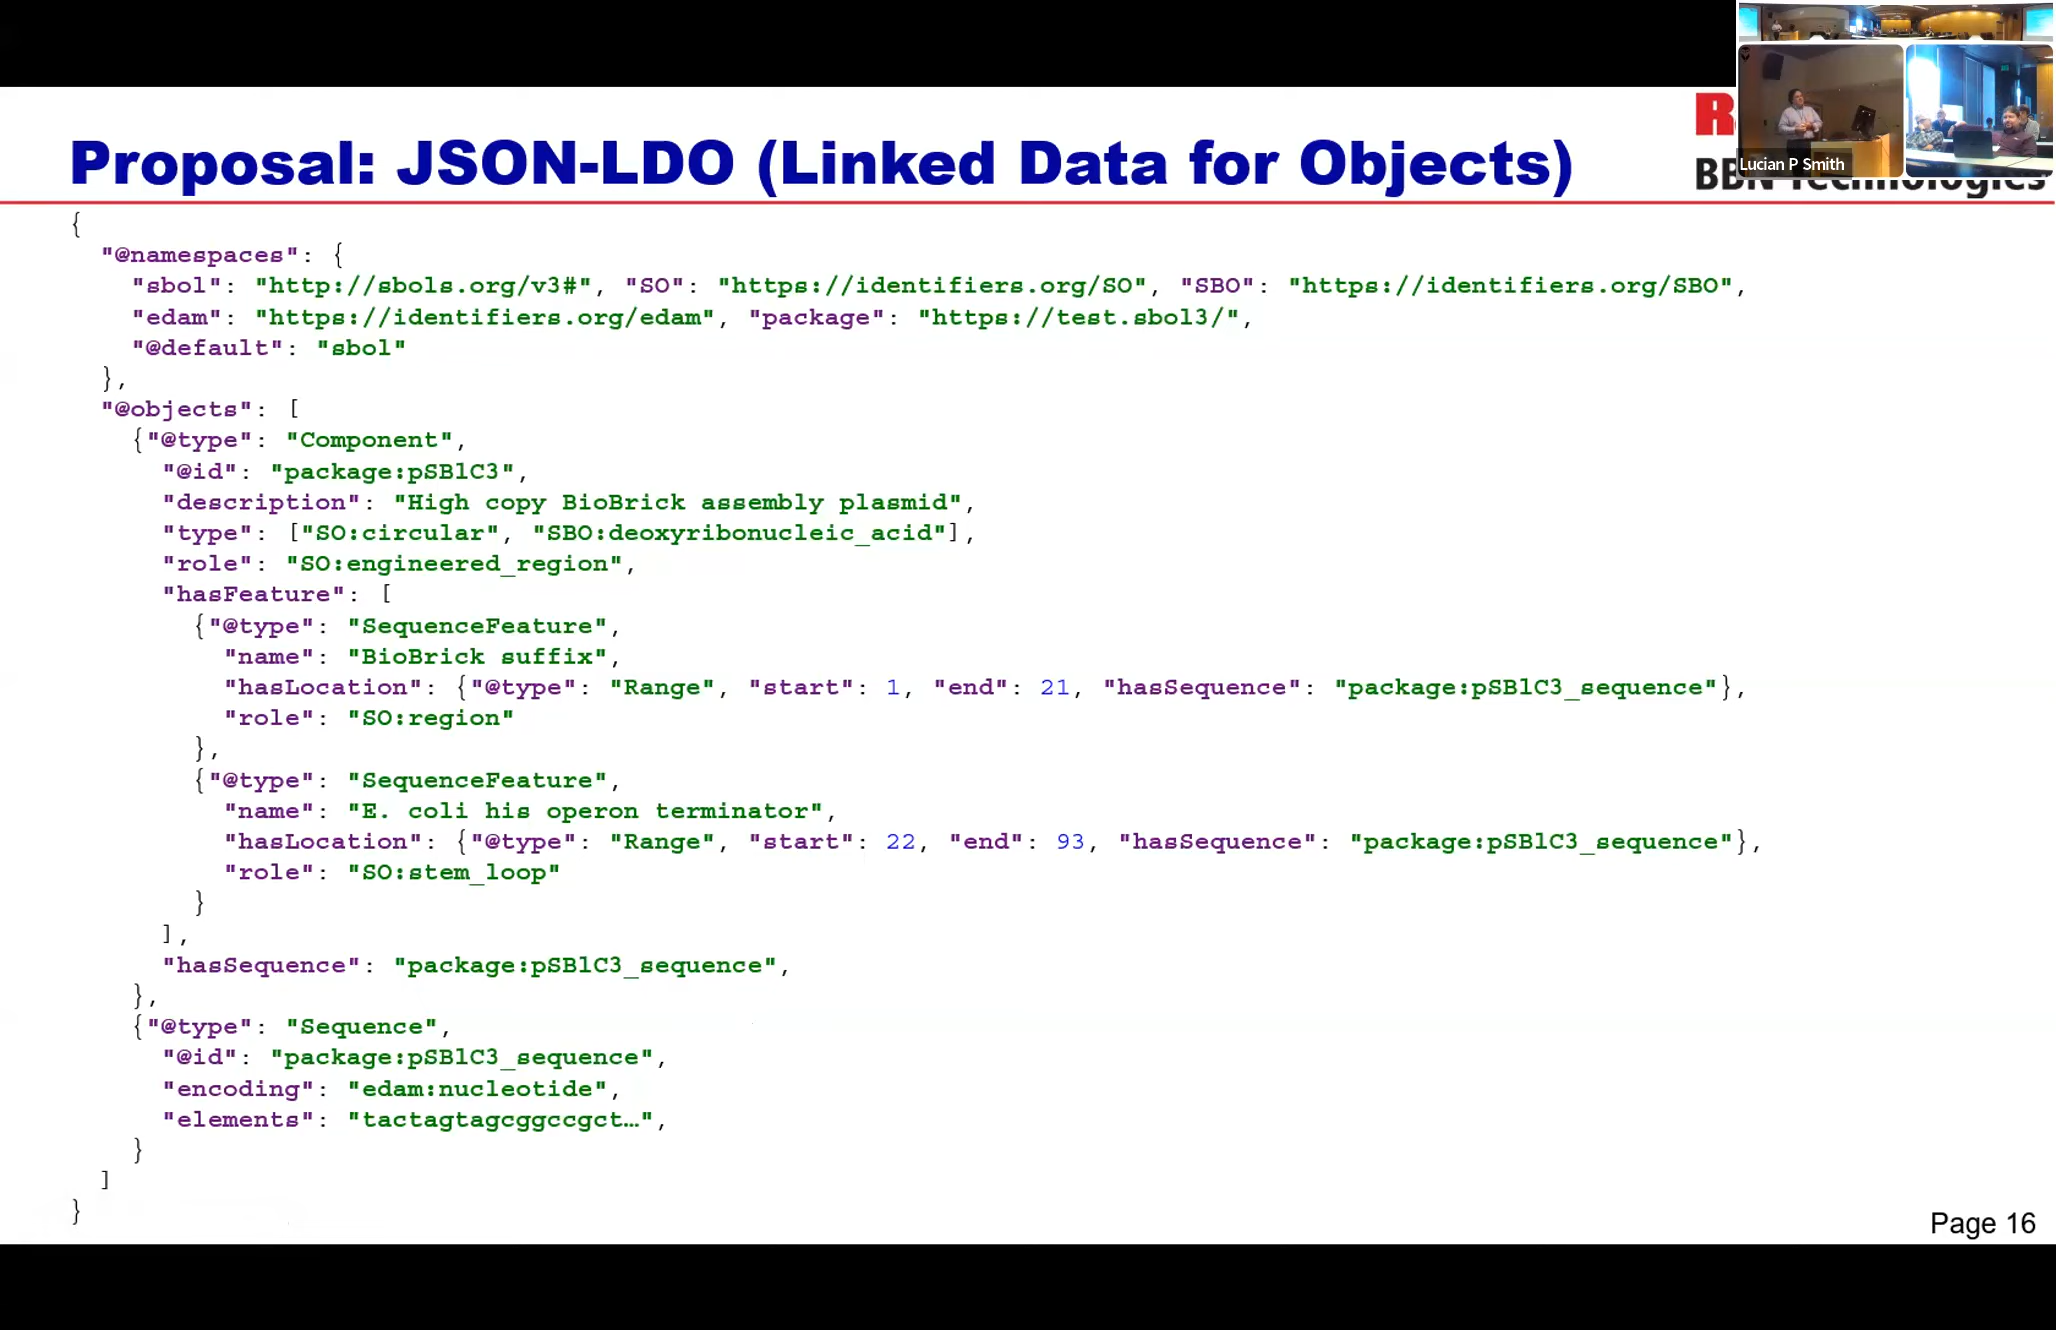 Proposal: JSON-LDO (Linked Data for Objects)
R
BBN Technologies
Lucian P Smith
{
"@namespaces": {
"sbol": "http://sbols.org/v3#", "SO": "https://identifiers.org/SO", "SBO": "https://identifiers.org/SBO",
"edam": "https://identifiers.org/edam", "package": "https://test.sbol3/",
"@default": "sbol"
},
"@objects": [
{"@type": "Component",
"@id": "package:pSB1C3",
"description": "High copy BioBrick assembly plasmid",
"type": ["SO:circular", "SBO:deoxyribonucleic_acid"],
"role": "SO:engineered_region",
"hasFeature": [
{"@type": "SequenceFeature",
"name": "BioBrick suffix",
"hasLocation": {"@type": "Range", "start": 1, "end": 21, "hasSequence": "package:pSB1C3_sequence"},
"role": "SO:region"
},
{"@type": "SequenceFeature",
"name": "E. coli his operon terminator",
"hasLocation": {"@type": "Range", "start": 22, "end": 93, "hasSequence": "package:pSB1C3_sequence"},
"role": "SO:stem_loop"
}
],
"hasSequence": "package:pSB1C3_sequence",
},
{"@type": "Sequence",
"@id": "package:pSB1C3_sequence",
"encoding": "edam:nucleotide",
"elements": "tactagtagcggccgct…",
}
]
}
Page 16